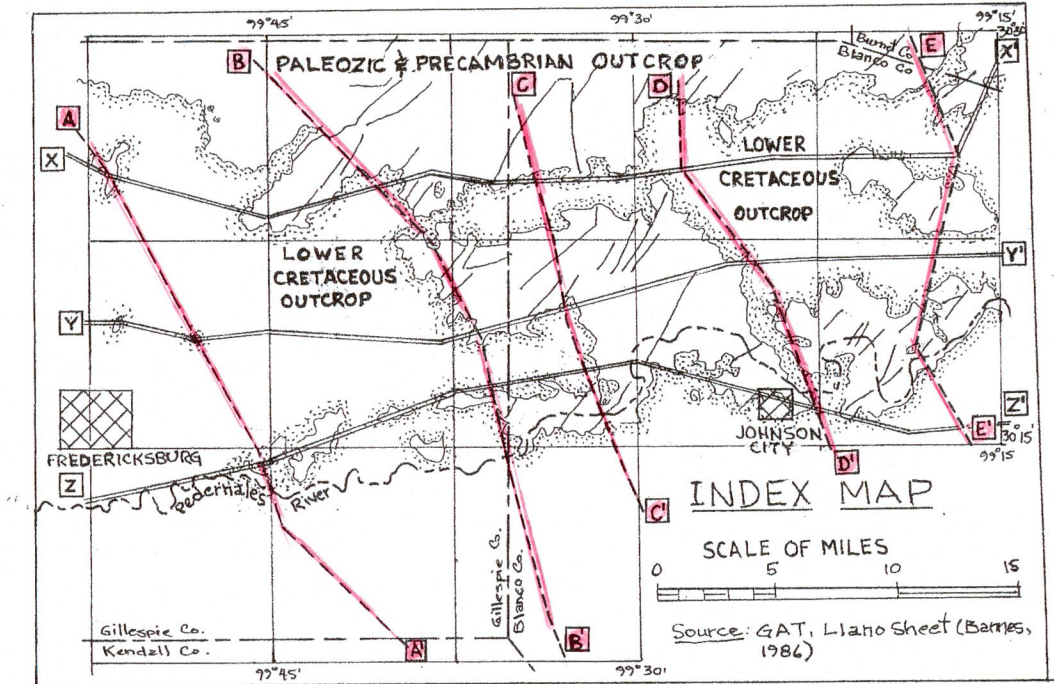 99°45' 99°30' 99°15'
30°30'
B PALEOZIC & PRECAMBRIAN OUTCROP C D E X'
Burnet Co
Blanco Co
A
X
LOWER
CRETACEOUS
OUTCROP
LOWER
CRETACEOUS
OUTCROP
Y'
Y
FREDERICKSBURG
JOHNSON
CITY
Z'
E'
30°15'
99°15
Z
Pedernales River
D'
C'
INDEX MAP
SCALE OF MILES
0 5 10 15
Gillespie Co.
Blanco Co.
Source: GAT, Llano Sheet (Barnes,
1986)
Gillespie Co.
Kendall Co.
A'
B'
99°45' 99°30'